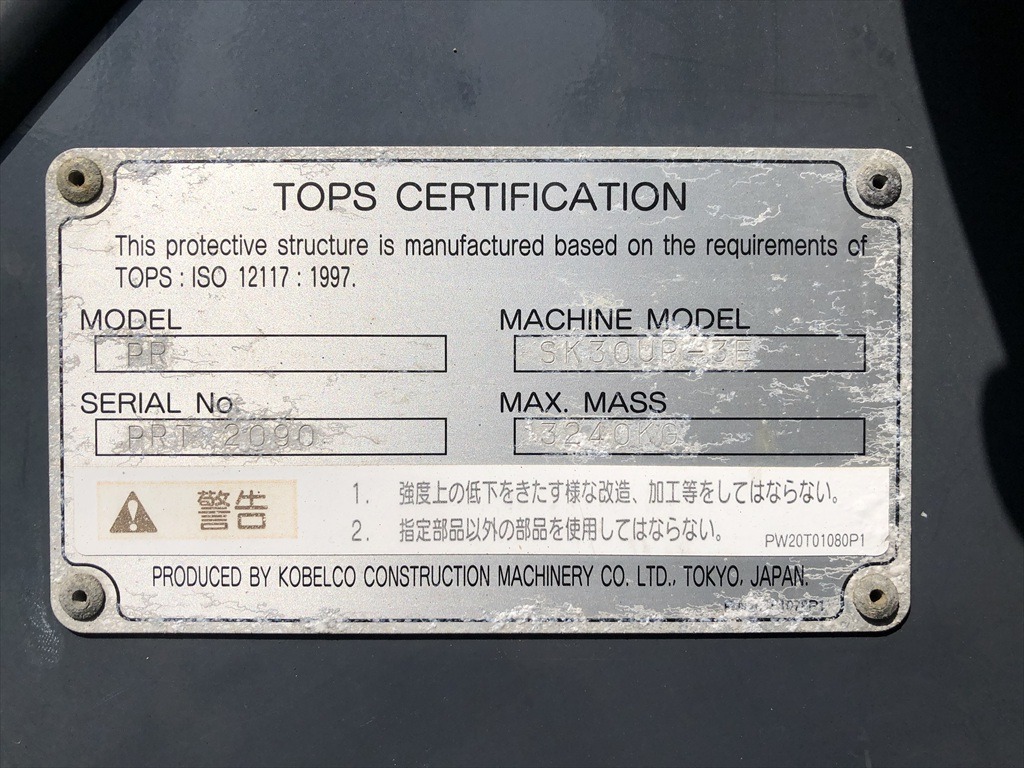 TOPS CERTIFICATION
This protective structure is manufactured based on the requirements of
TOPS : ISO 12117 : 1997.
MODEL
PR
MACHINE MODEL
SK30UR-3E
SERIAL No
PRT 2090
MAX. MASS
3240KG
警告
1. 強度上の低下をきたす様な改造、加工等をしてはならない。
2. 指定部品以外の部品を使用してはならない。
PW20T01080P1
PRODUCED BY KOBELCO CONSTRUCTION MACHINERY CO. LTD., TOKYO, JAPAN.